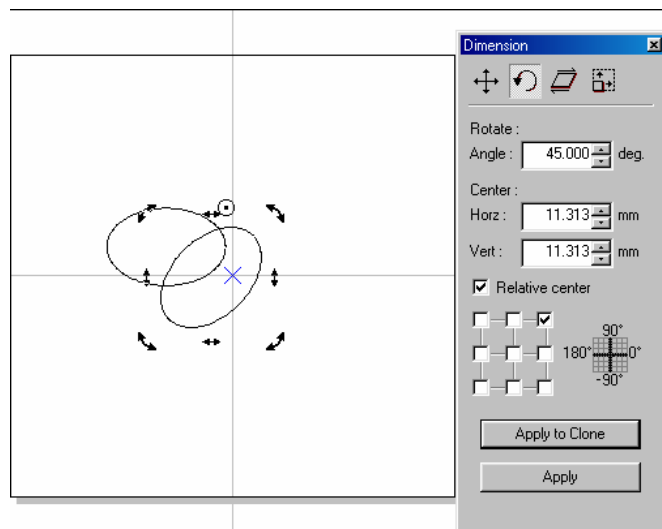 Dimension
Rotate :
Angle : 45.000 deg.
Center :
Horz : 11.313 mm
Vert : 11.313 mm
Relative center
90°
180° 0°
-90°
Apply to Clone
Apply